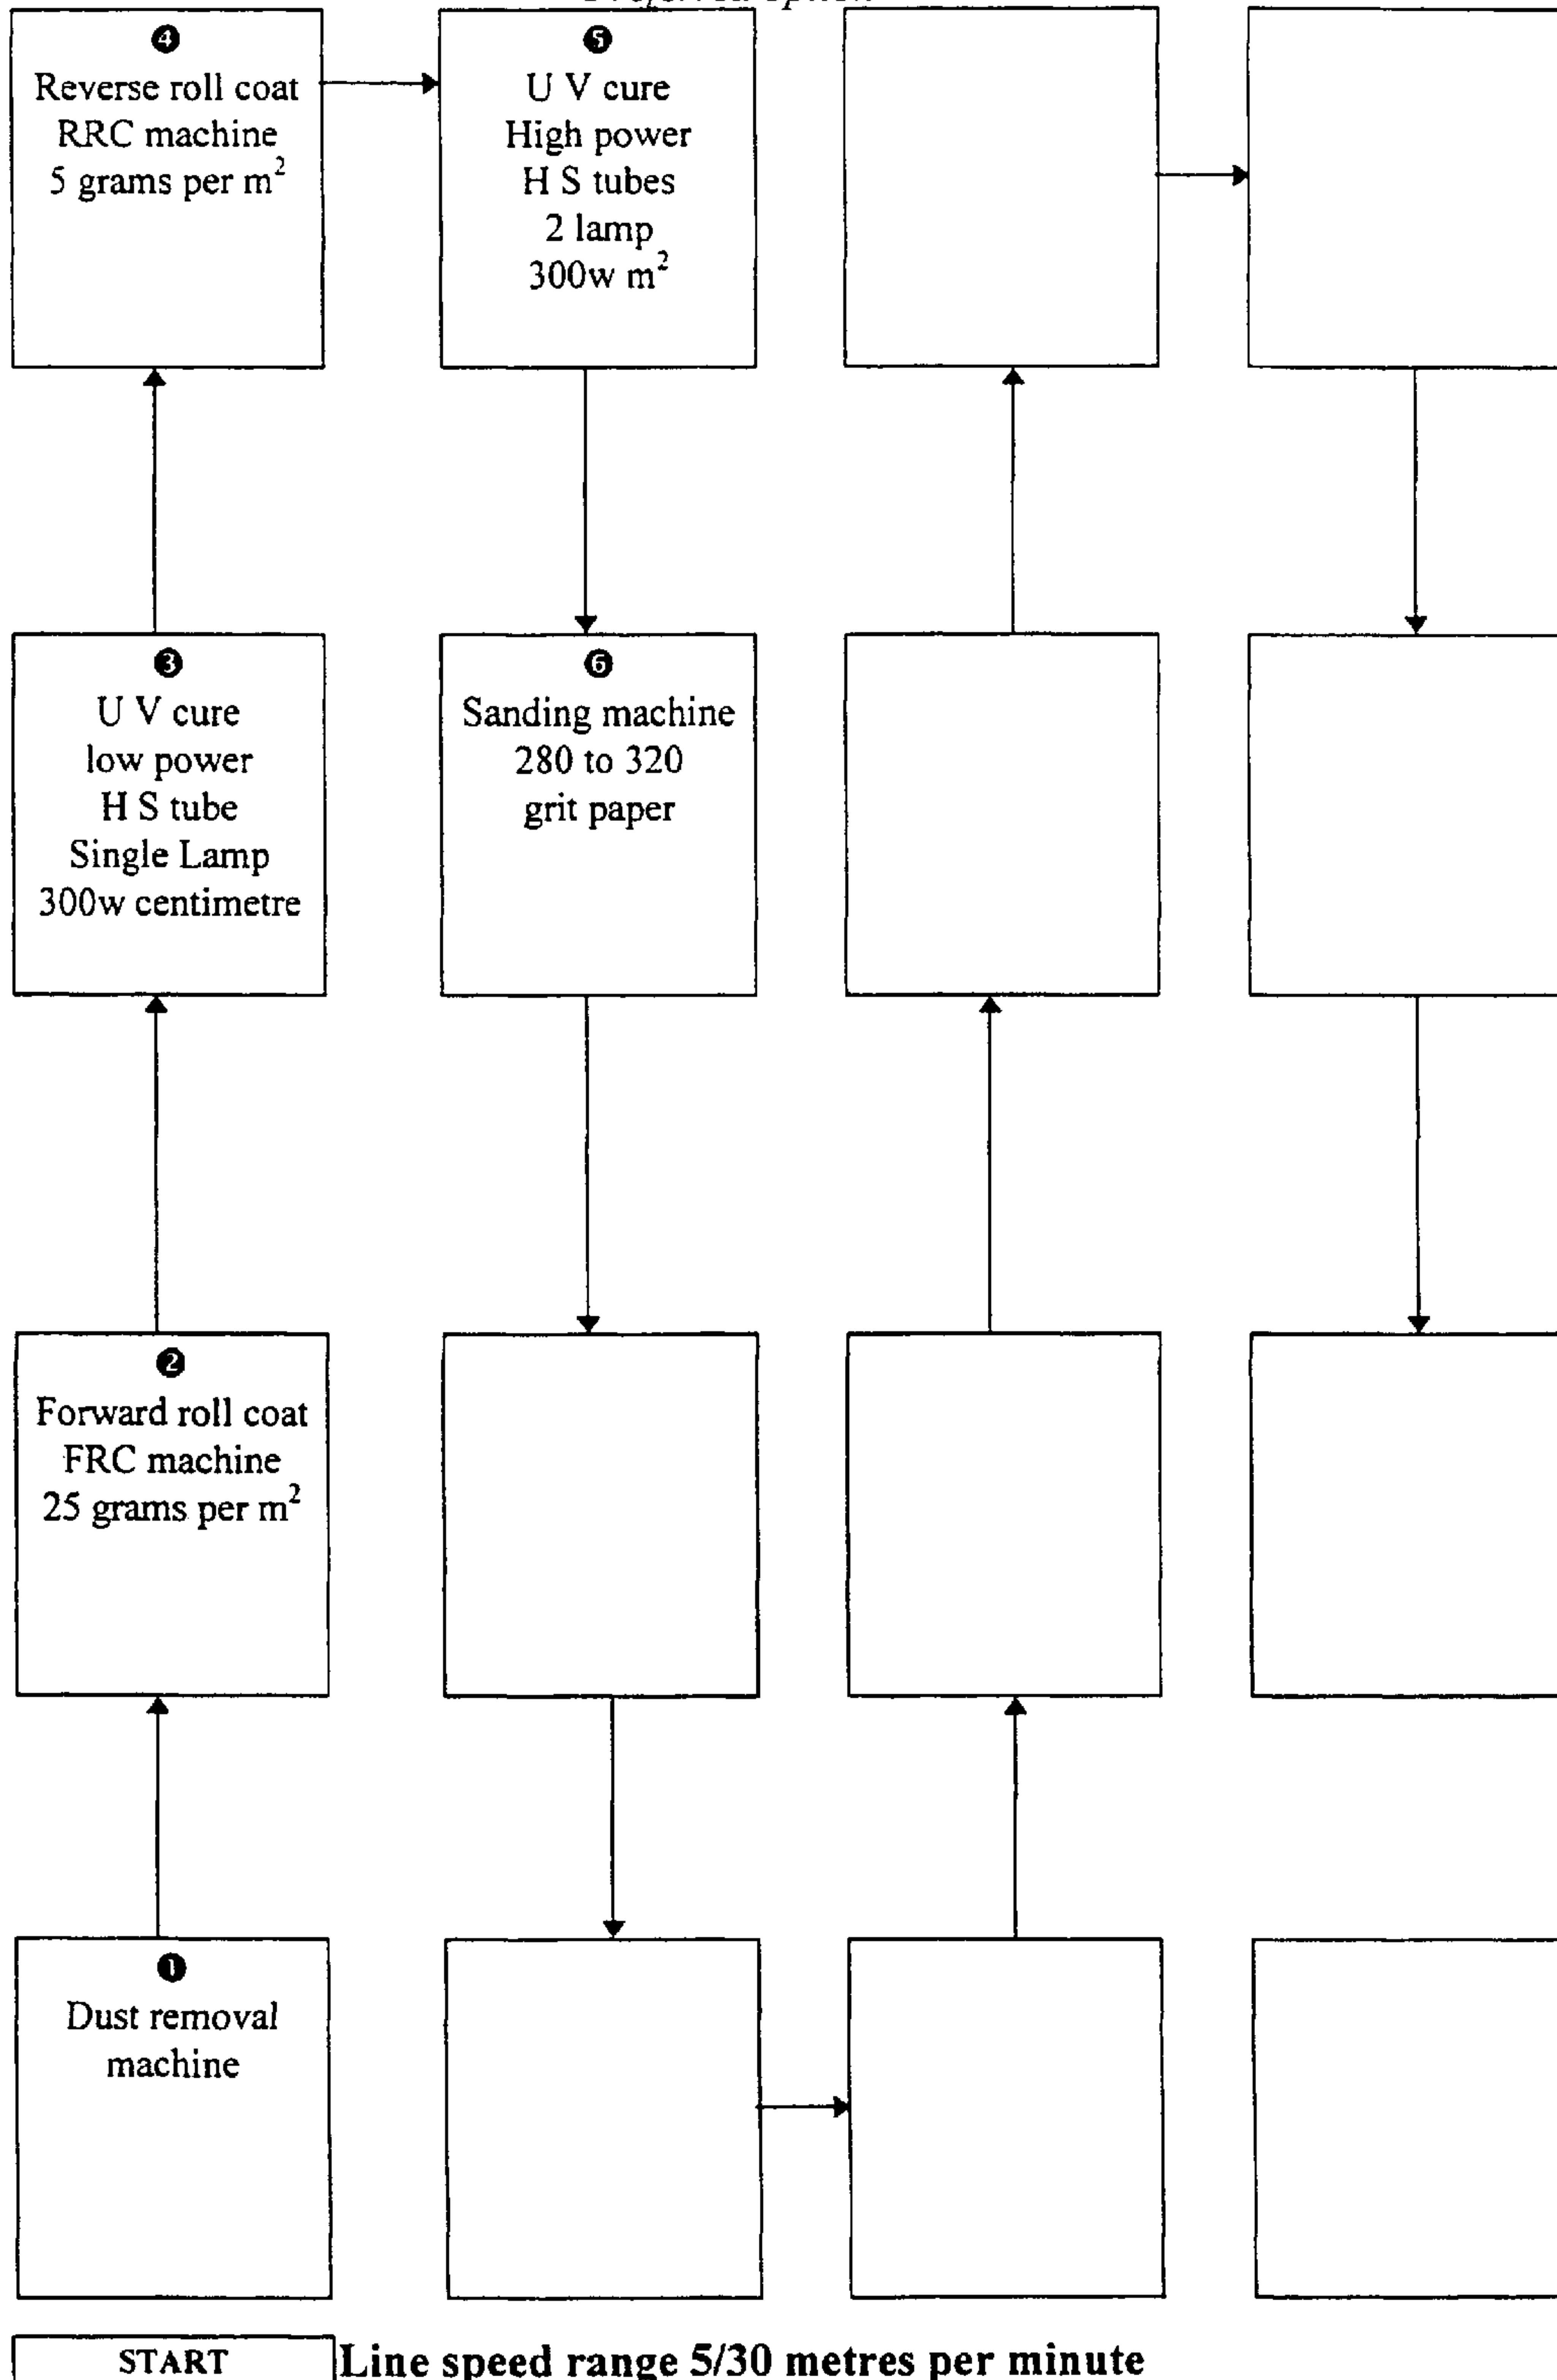 ❹
Reverse roll coat
RRC machine
5 grams per m²
❺
U V cure
High power
H S tubes
2 lamp
300w m²
❸
U V cure
low power
H S tube
Single Lamp
300w centimetre
❻
Sanding machine
280 to 320
grit paper
❷
Forward roll coat
FRC machine
25 grams per m²
❶
Dust removal
machine
START
Line speed range 5/30 metres per minute